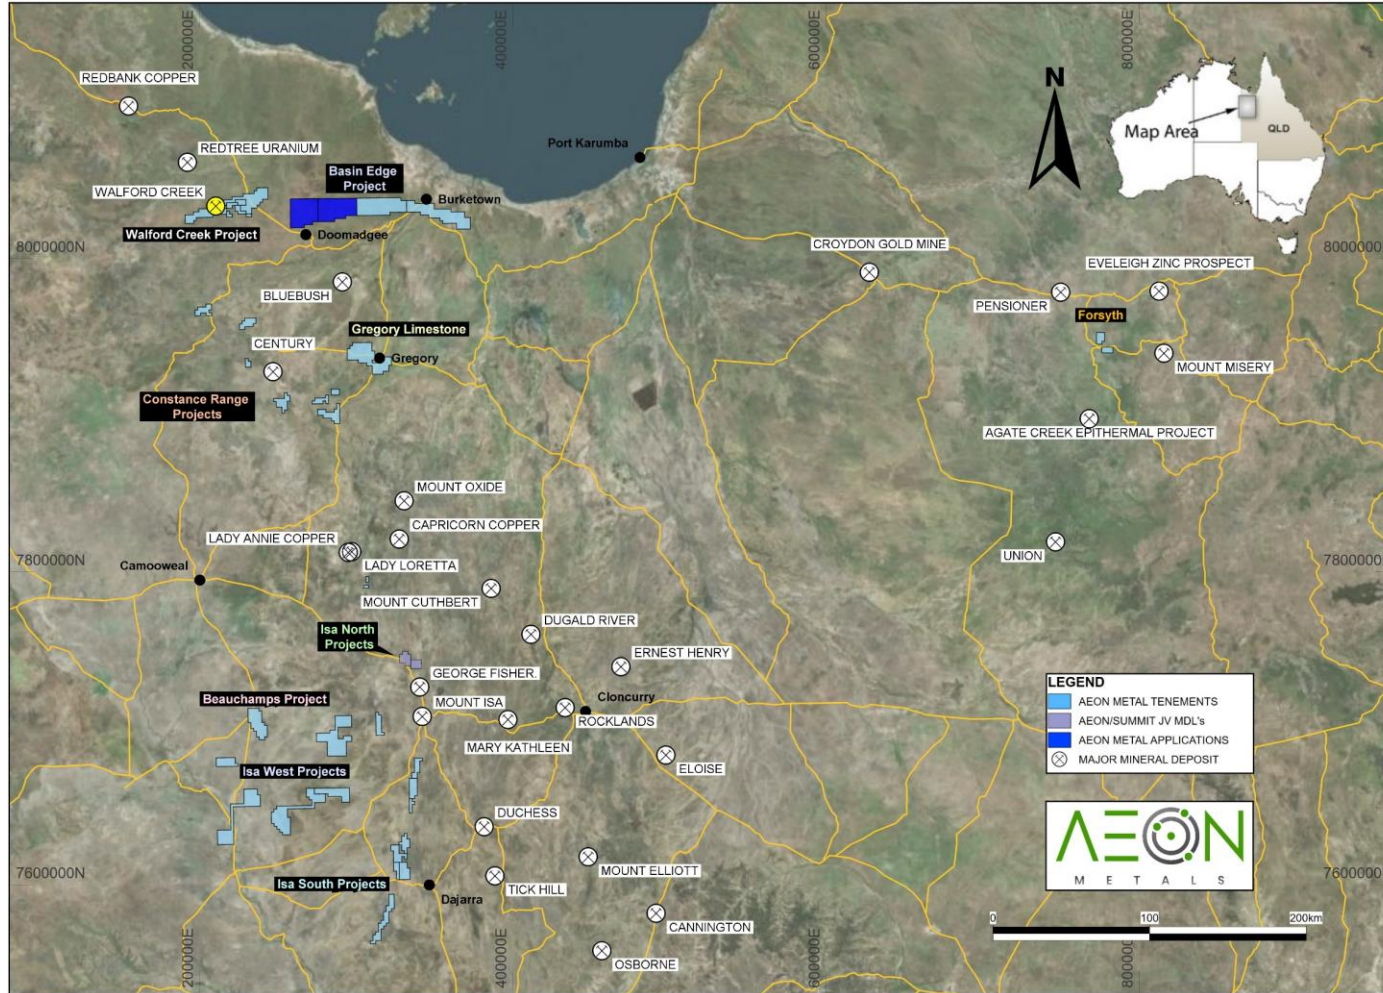 200000E
400000E
600000E
800000E
REDBANK COPPER
N
Map Area
QLD
REDTREE URANIUM
Port Karumba
Basin Edge
Project
WALFORD CREEK
Burketown
Walford Creek Project
Doomadgee
8000000N
CROYDON GOLD MINE
8000000N
EVELEIGH ZINC PROSPECT
BLUEBUSH
PENSIONER
Forsyth
Gregory Limestone
CENTURY
Gregory
MOUNT MISERY
Constance Range
Projects
AGATE CREEK EPITHERMAL PROJECT
MOUNT OXIDE
CAPRICORN COPPER
LADY ANNIE COPPER
UNION
7800000N
7800000N
Camooweal
LADY LORETTA
MOUNT CUTHBERT
DUGALD RIVER
Isa North
Projects
ERNEST HENRY
GEORGE FISHER.
Beauchamps Project
MOUNT ISA
Cloncurry
ROCKLANDS
MARY KATHLEEN
ELOISE
Isa West Projects
LEGEND
AEON METAL TENEMENTS
AEON/SUMMIT JV MDL's
AEON METAL APPLICATIONS
MAJOR MINERAL DEPOSIT
DUCHESS
AEON
METALS
MOUNT ELLIOTT
7600000N
7600000N
Isa South Projects
TICK HILL
Dajarra
CANNINGTON
0
100
200km
OSBORNE
200000E
400000E
600000E
800000E